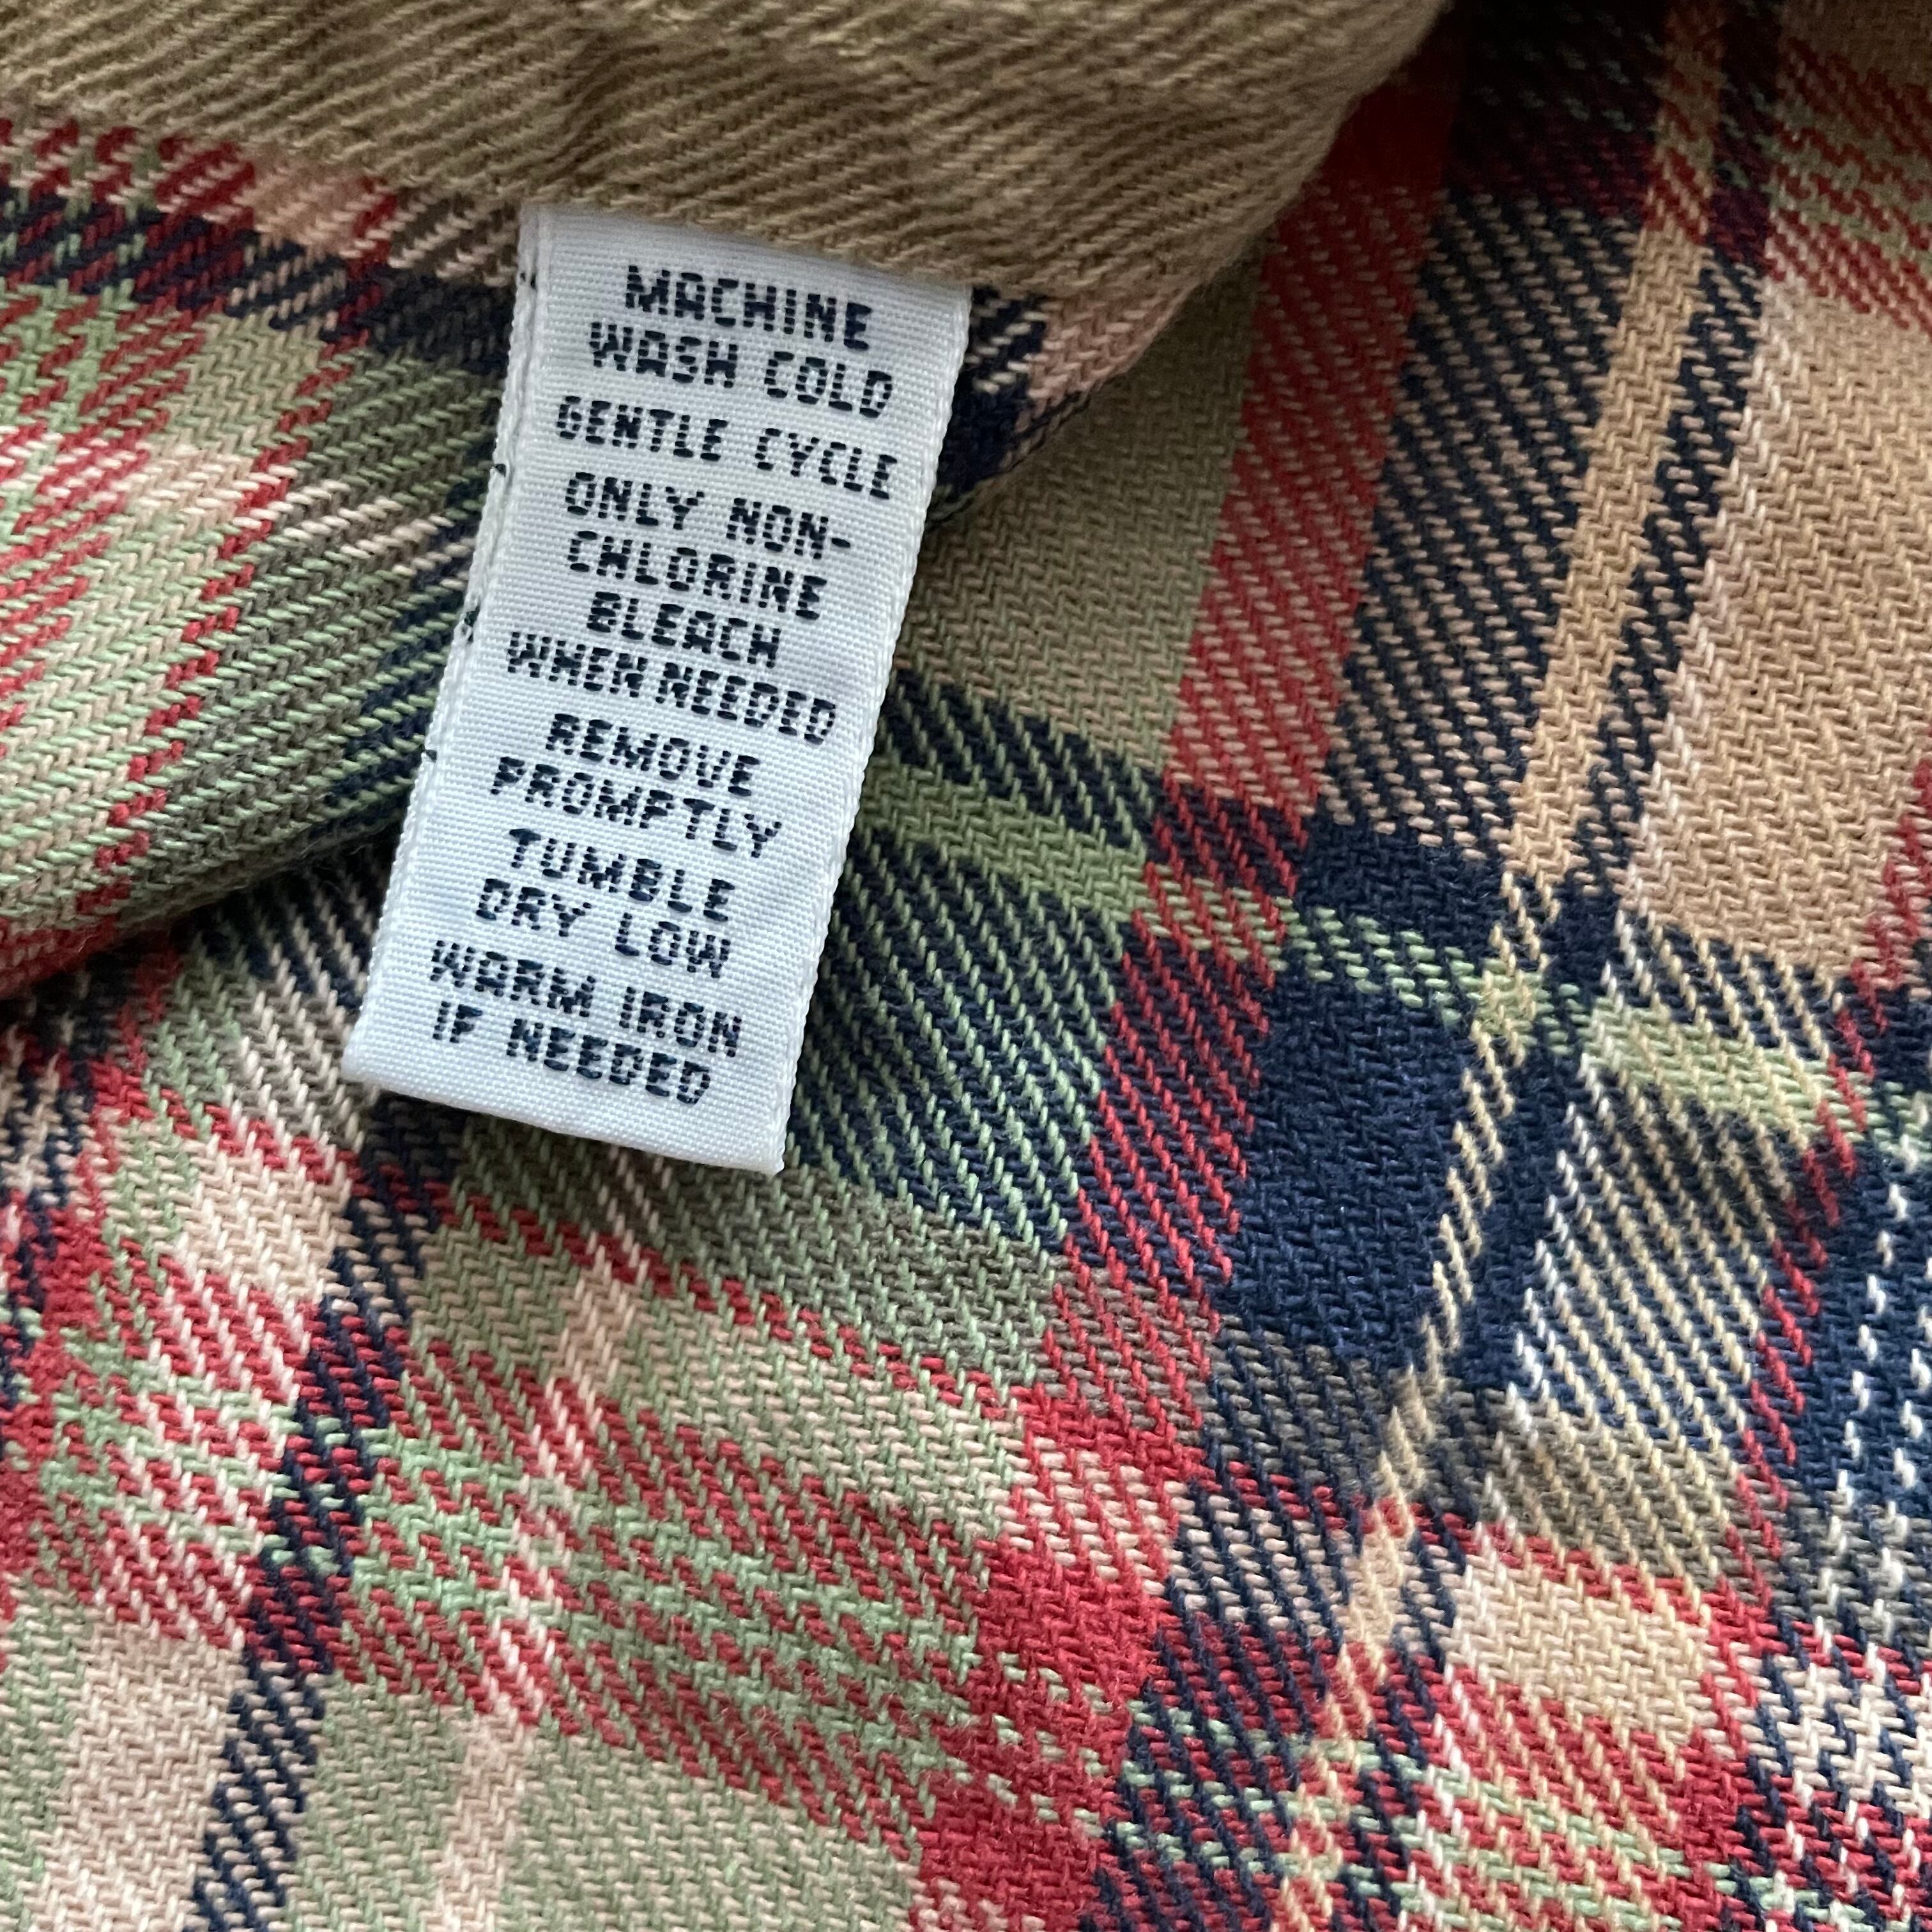 MACHINE
WASH COLD
GENTLE CYCLE
ONLY NON-
CHLORINE
BLEACH
WHEN NEEDED
REMOVE
PROMPTLY
TUMBLE
DRY LOW
WARM IRON
IF NEEDED